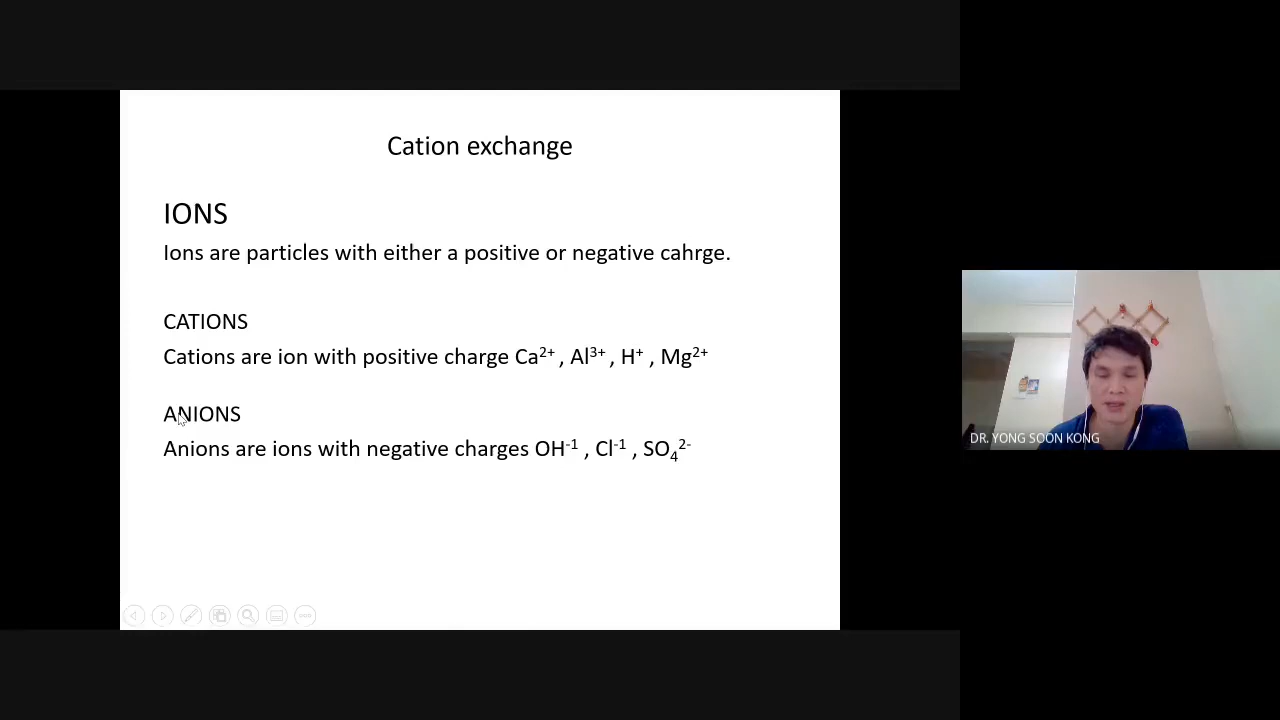 Cation exchange
IONS
Ions are particles with either a positive or negative cahrge.
CATIONS
Cations are ion with positive charge Ca²⁺ , Al³⁺ , H⁺ , Mg²⁺
ANIONS
Anions are ions with negative charges OH⁻¹ , Cl⁻¹ , SO₄²⁻
DR. YONG SOON KONG